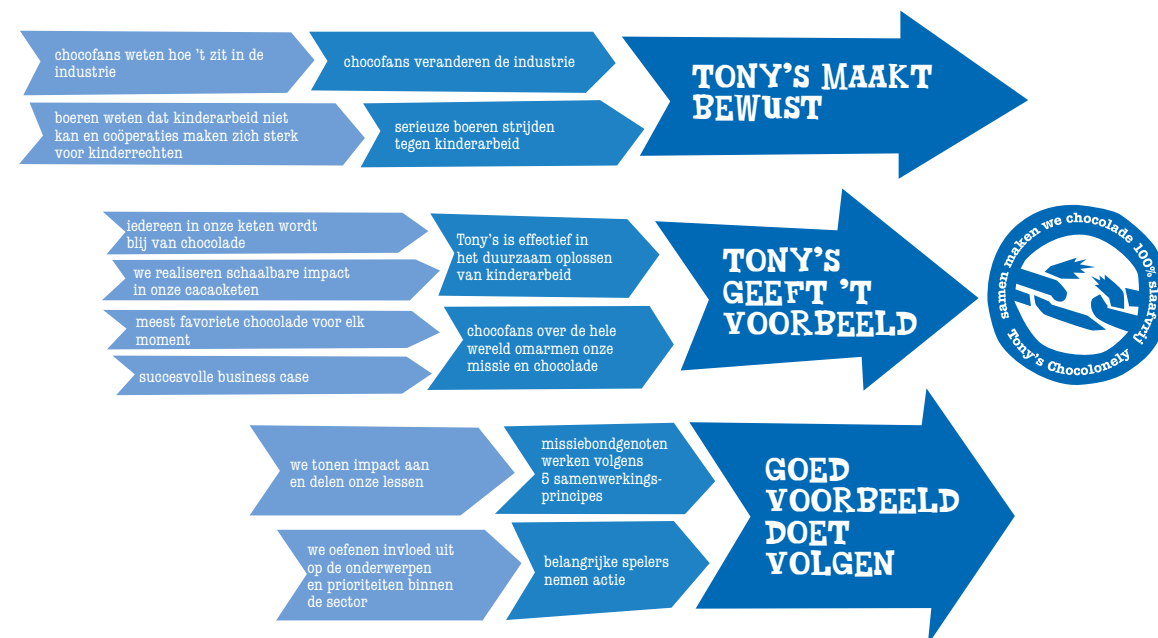 chocofans weten hoe 't zit in de
industrie
chocofans veranderen de industrie
boeren weten dat kinderarbeid niet
kan en coöperaties maken zich sterk
voor kinderrechten
serieuze boeren strijden
tegen kinderarbeid
TONY'S MAAKT
BEWUST
iedereen in onze keten wordt
blij van chocolade
we realiseren schaalbare impact
in onze cacaoketen
Tony's is effectief in
het duurzaam oplossen
van kinderarbeid
meest favoriete chocolade voor elk
moment
succesvolle business case
chocofans over de hele
wereld omarmen onze
missie en chocolade
TONY'S
GEEFT 'T
VOORBEELD
samen maken we chocolade 100% slaafvrij
Tony's Chocolonely
we tonen impact aan
en delen onze lessen
missiebondgenoten
werken volgens
5 samenwerkings-
principes
we oefenen invloed uit
op de onderwerpen
en prioriteiten binnen
de sector
belangrijke spelers
nemen actie
GOED
VOORBEELD
DOET
VOLGEN